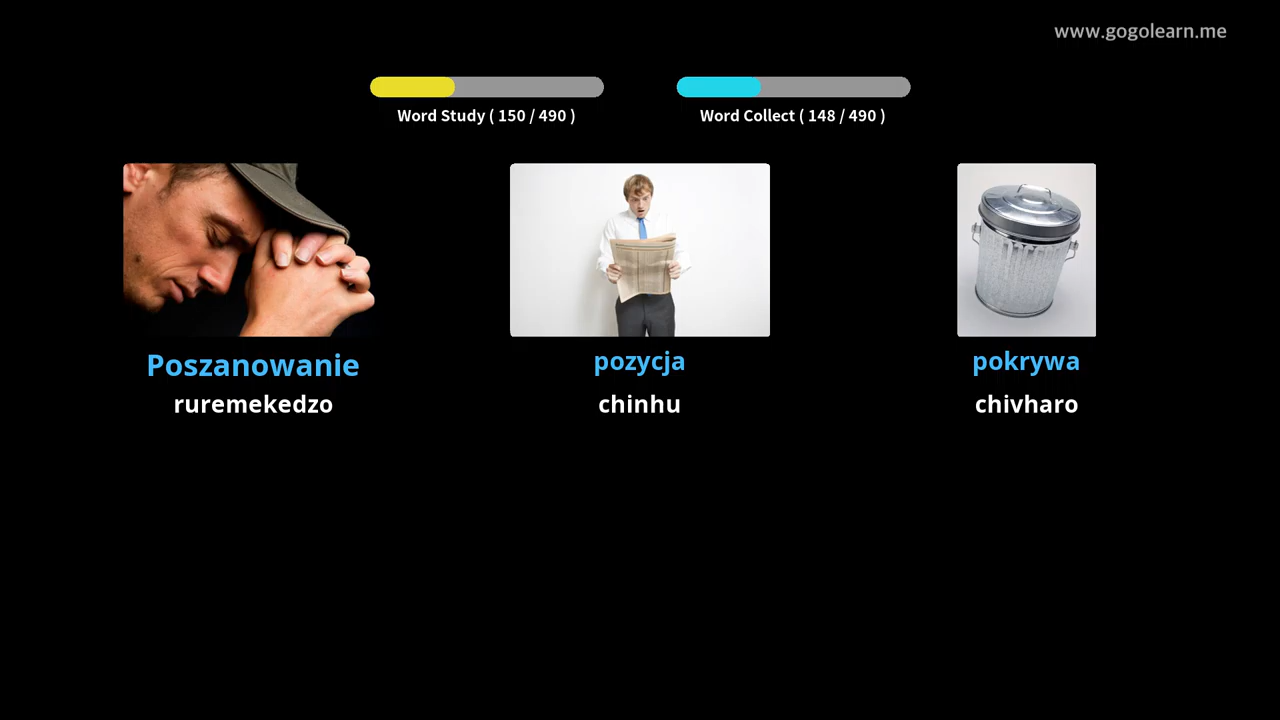 www.gogolearn.me
Word Study ( 150 / 490 )
Word Collect ( 148 / 490 )
Poszanowanie
ruremekedzo
pozycja
chinhu
pokrywa
chivharo